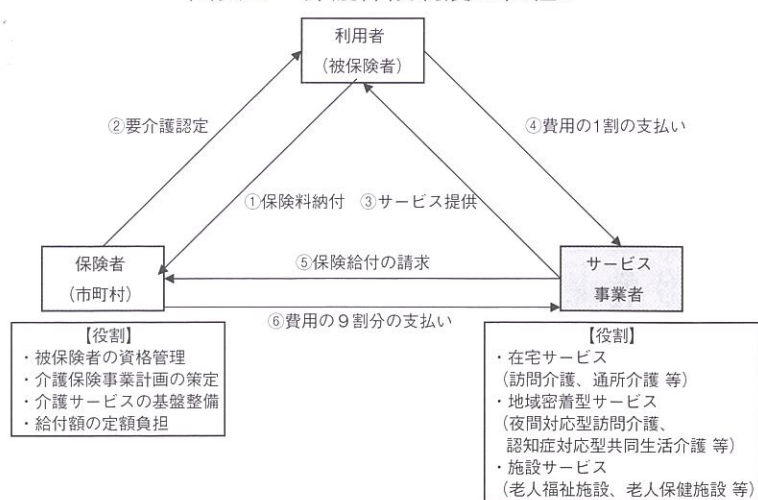 利用者
(被保険者)
②要介護認定
④費用の1割の支払い
①保険料納付
③サービス提供
保険者
(市町村)
⑤保険給付の請求
サービス
事業者
⑥費用の9割分の支払い
【役割】
・被保険者の資格管理
・介護保険事業計画の策定
・介護サービスの基盤整備
・給付額の定額負担
【役割】
・在宅サービス
(訪問介護、通所介護 等)
・地域密着型サービス
(夜間対応型訪問介護、
認知症対応型共同生活介護 等)
・施設サービス
(老人福祉施設、老人保健施設 等)